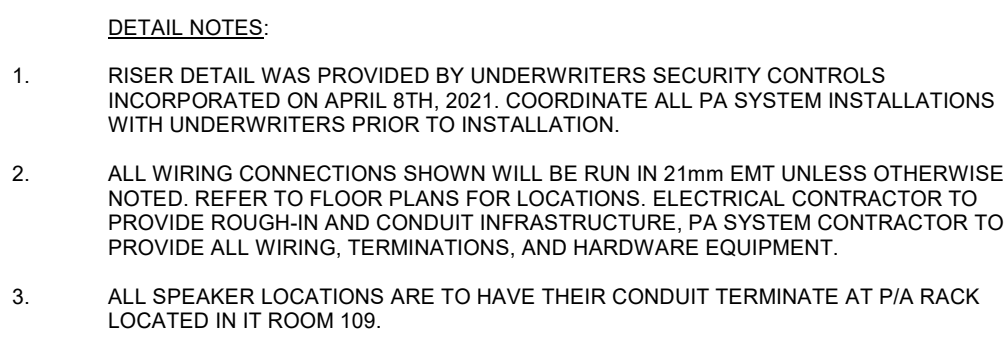 DETAIL NOTES:
1. RISER DETAIL WAS PROVIDED BY UNDERWRITERS SECURITY CONTROLS
INCORPORATED ON APRIL 8TH, 2021. COORDINATE ALL PA SYSTEM INSTALLATIONS
WITH UNDERWRITERS PRIOR TO INSTALLATION.
2. ALL WIRING CONNECTIONS SHOWN WILL BE RUN IN 21mm EMT UNLESS OTHERWISE
NOTED. REFER TO FLOOR PLANS FOR LOCATIONS. ELECTRICAL CONTRACTOR TO
PROVIDE ROUGH-IN AND CONDUIT INFRASTRUCTURE, PA SYSTEM CONTRACTOR TO
PROVIDE ALL WIRING, TERMINATIONS, AND HARDWARE EQUIPMENT.
3. ALL SPEAKER LOCATIONS ARE TO HAVE THEIR CONDUIT TERMINATE AT P/A RACK
LOCATED IN IT ROOM 109.